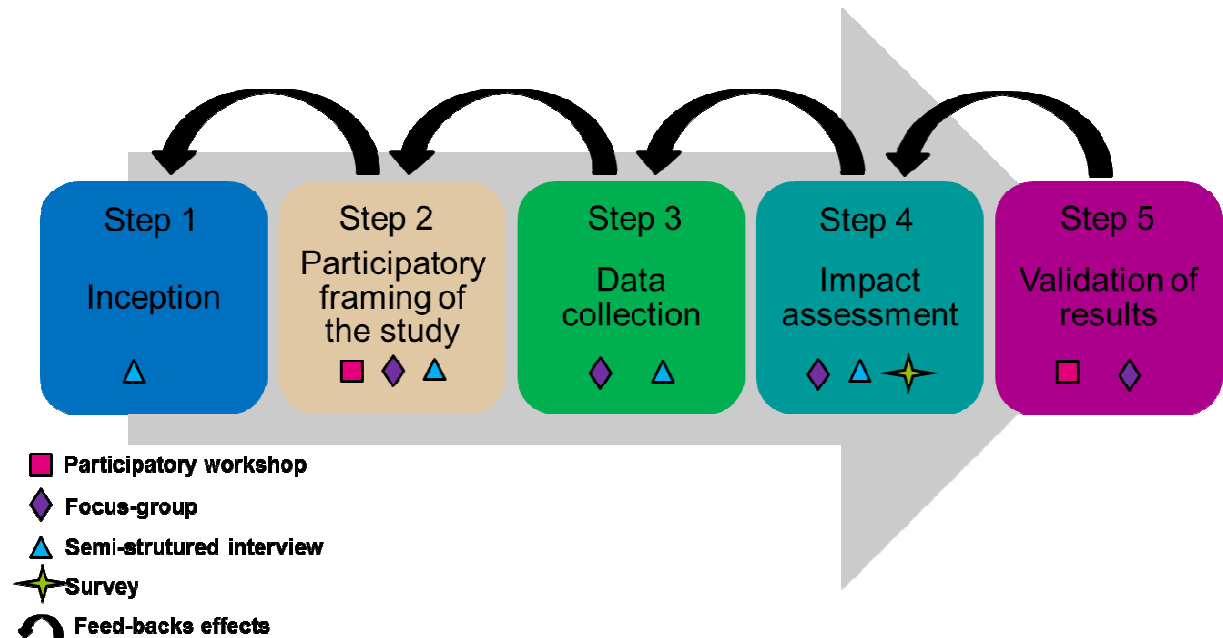 Step 1
Inception
Step 2
Participatory
framing of
the study
Step 3
Data
collection
Step 4
Impact
assessment
Step 5
Validation of
results
Participatory workshop
Focus-group
Semi-strutured interview
Survey
Feed-backs effects